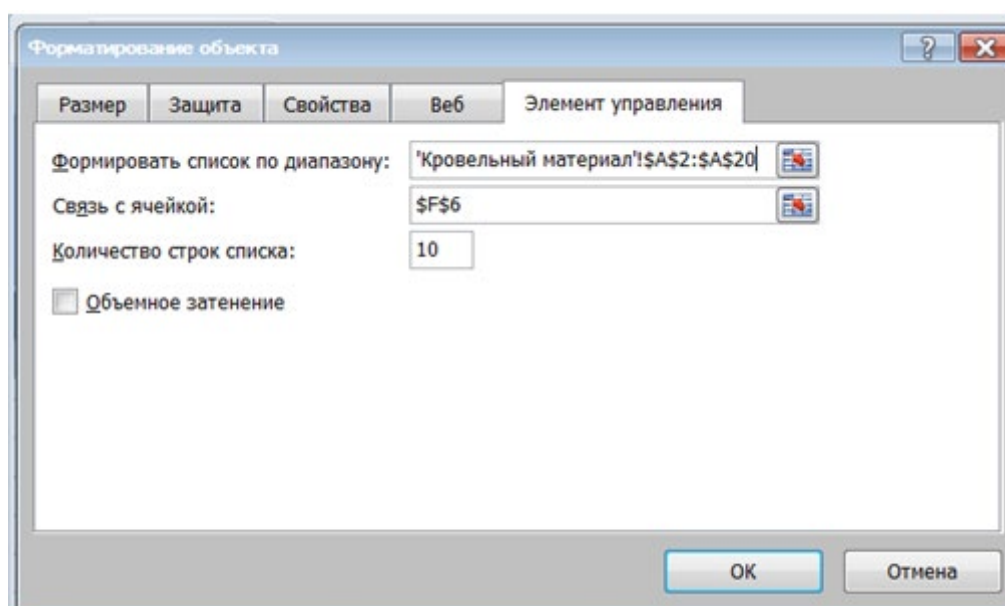 Форматирование объекта
Размер Защита Свойства Веб Элемент управления
Формировать список по диапазону: 'Кровельный материал'!$A$2:$A$20
Связь с ячейкой: $F$6
Количество строк списка: 10
Объемное затенение
ОК Отмена